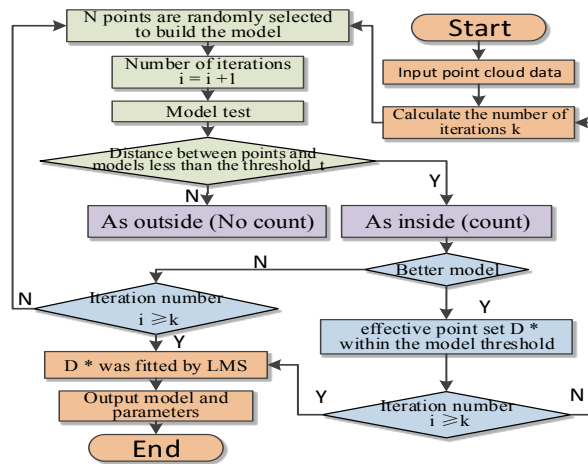 N points are randomly selected
to build the model
Start
Number of iterations
i = i +1
Input point cloud data
Model test
Calculate the number of
iterations k
Distance between points and
models less than the threshold t
N
Y
As outside (No count)
As inside (count)
N
Better model
Y
N
Iteration number
i ≥k
Y
effective point set D *
within the model threshold
D * was fitted by LMS
Y
Iteration number
i ≥k
N
Output model and
parameters
End